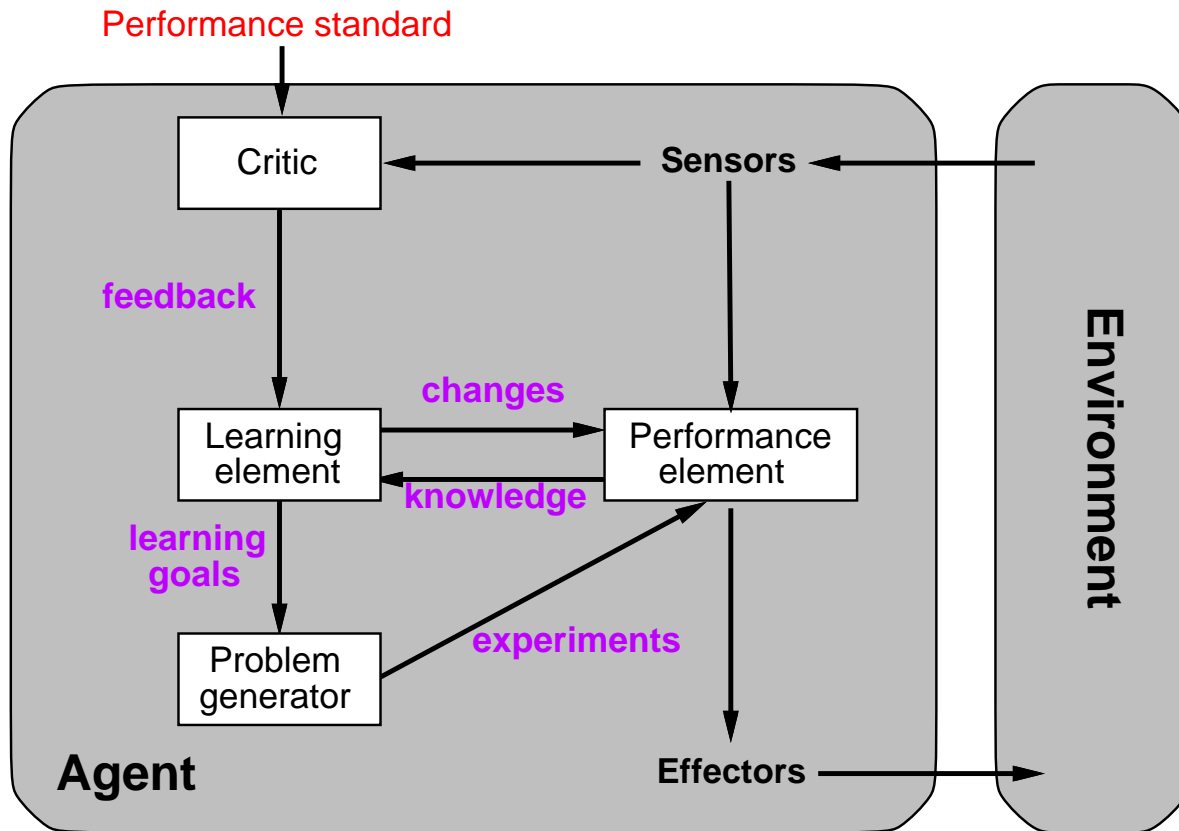 Performance standard
Critic
Sensors
feedback
changes
Learning
element
Performance
element
knowledge
learning
goals
experiments
Problem
generator
Agent
Effectors
Environment